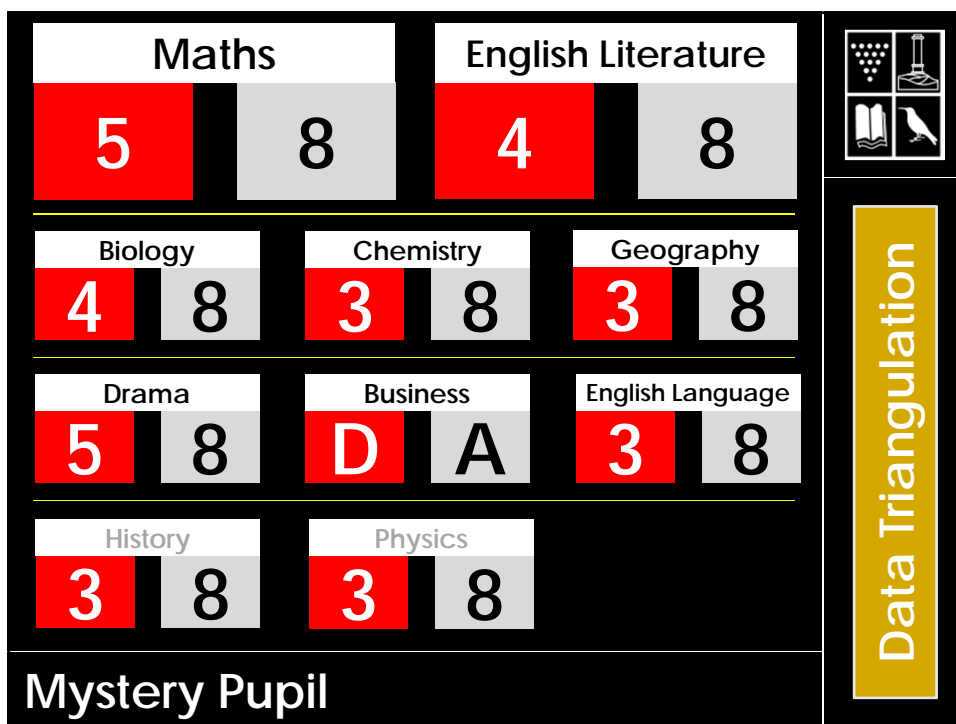 Maths English Literature
5 8 4 8
Biology Chemistry Geography
4 8 3 8 3 8
Drama Business English Language
5 8 D A 3 8
History Physics
3 8 3 8
Mystery Pupil
Data Triangulation